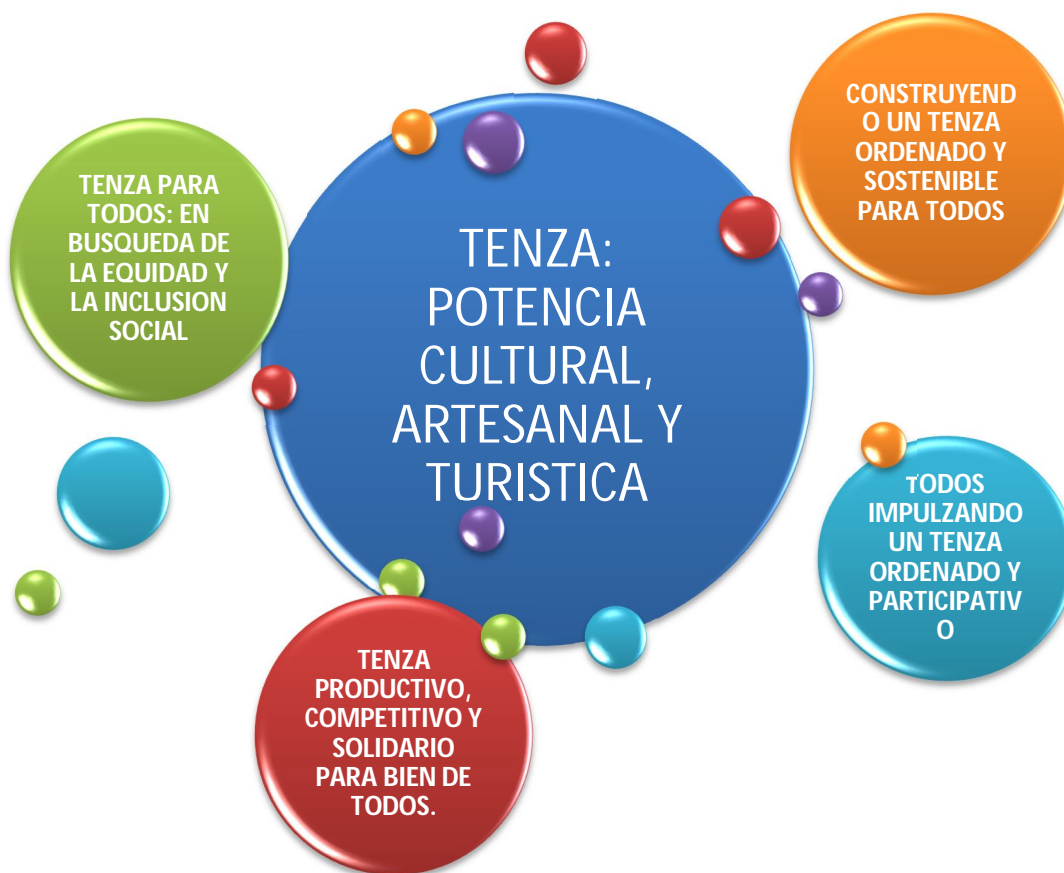 TENZA PARA
TODOS: EN
BUSQUEDA DE
LA EQUIDAD Y
LA INCLUSION
SOCIAL
TENZA:
POTENCIA
CULTURAL,
ARTESANAL Y
TURISTICA
CONSTRUYEND
O UN TENZA
ORDENADO Y
SOSTENIBLE
PARA TODOS
TODOS
IMPULZANDO
UN TENZA
ORDENADO Y
PARTICIPATIV
O
TENZA
PRODUCTIVO,
COMPETITIVO Y
SOLIDARIO
PARA BIEN DE
TODOS.